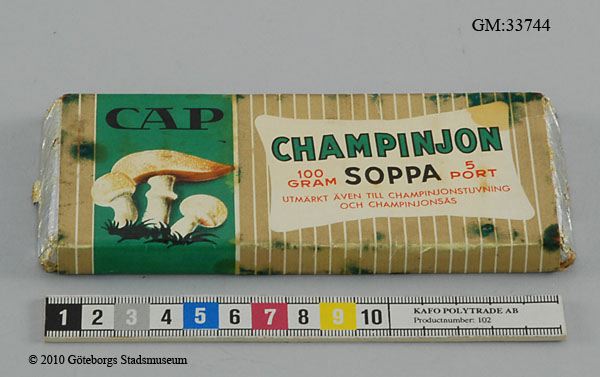 GM:33744
CAP
CHAMPINJON
100 GRAM SOPPA 5 PORT
UTMÄRKT ÄVEN TILL CHAMPINJONSTUVNING
OCH CHAMPINJONSÅS
1 2 3 4 5 6 7 8 9 10
KAFO POLYTRADE AB
Productnumber: 102
© 2010 Göteborgs Stadsmuseum